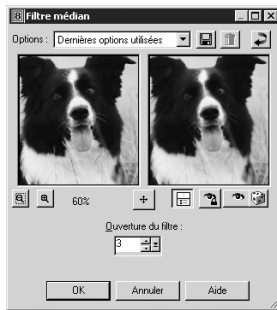 Filtre médian
Options : Dernières options utilisées
60%
Ouverture du filtre :
3
OK Annuler Aide